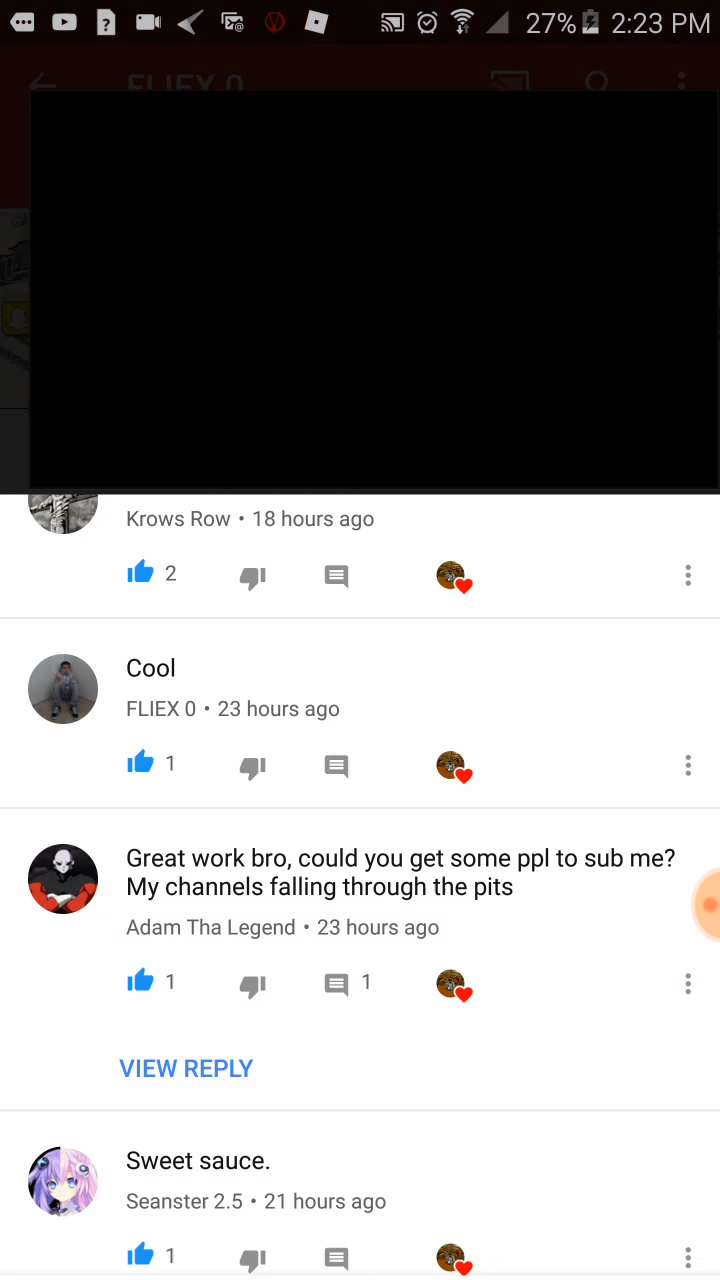 27% 2:23 PM
FLIEX 0
Krows Row • 18 hours ago
2
Cool
FLIEX 0 • 23 hours ago
1
Great work bro, could you get some ppl to sub me?
My channels falling through the pits
Adam Tha Legend • 23 hours ago
1 1
VIEW REPLY
Sweet sauce.
Seanster 2.5 • 21 hours ago
1